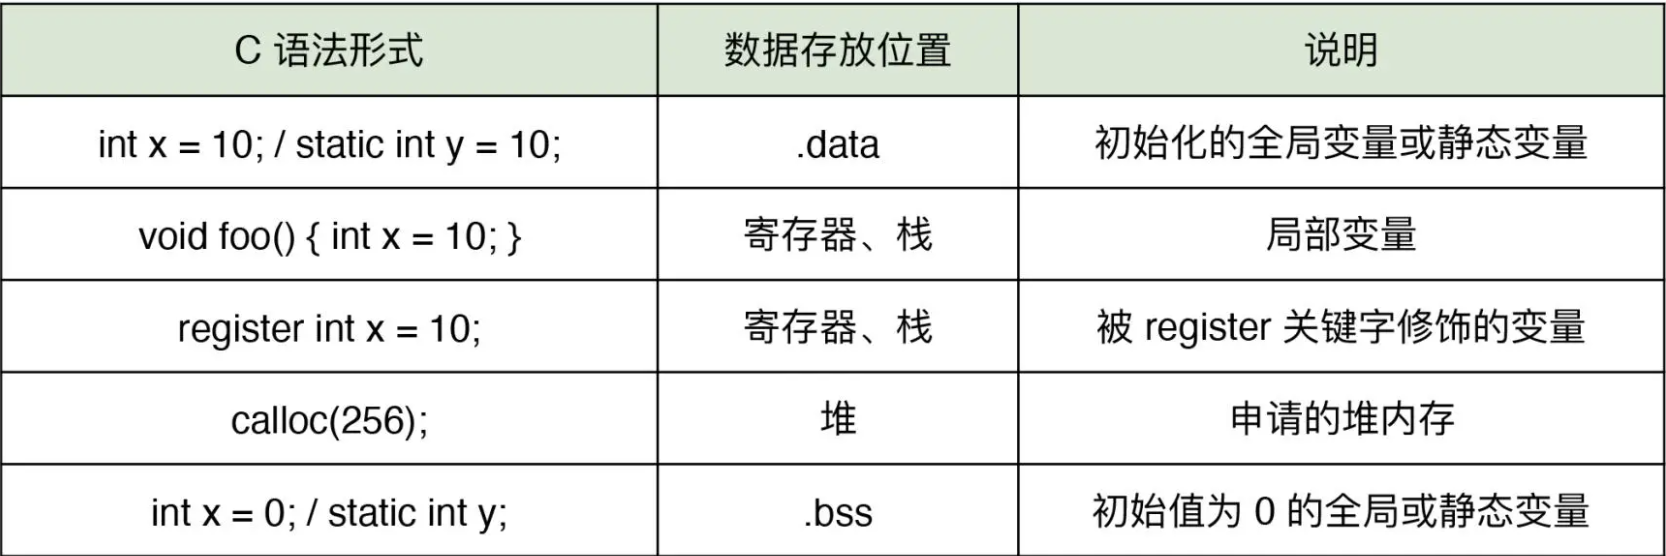 C 语法形式 数据存放位置 说明
int x = 10; / static int y = 10; .data 初始化的全局变量或静态变量
void foo() { int x = 10; } 寄存器、栈 局部变量
register int x = 10; 寄存器、栈 被 register 关键字修饰的变量
calloc(256); 堆 申请的堆内存
int x = 0; / static int y; .bss 初始值为 0 的全局或静态变量